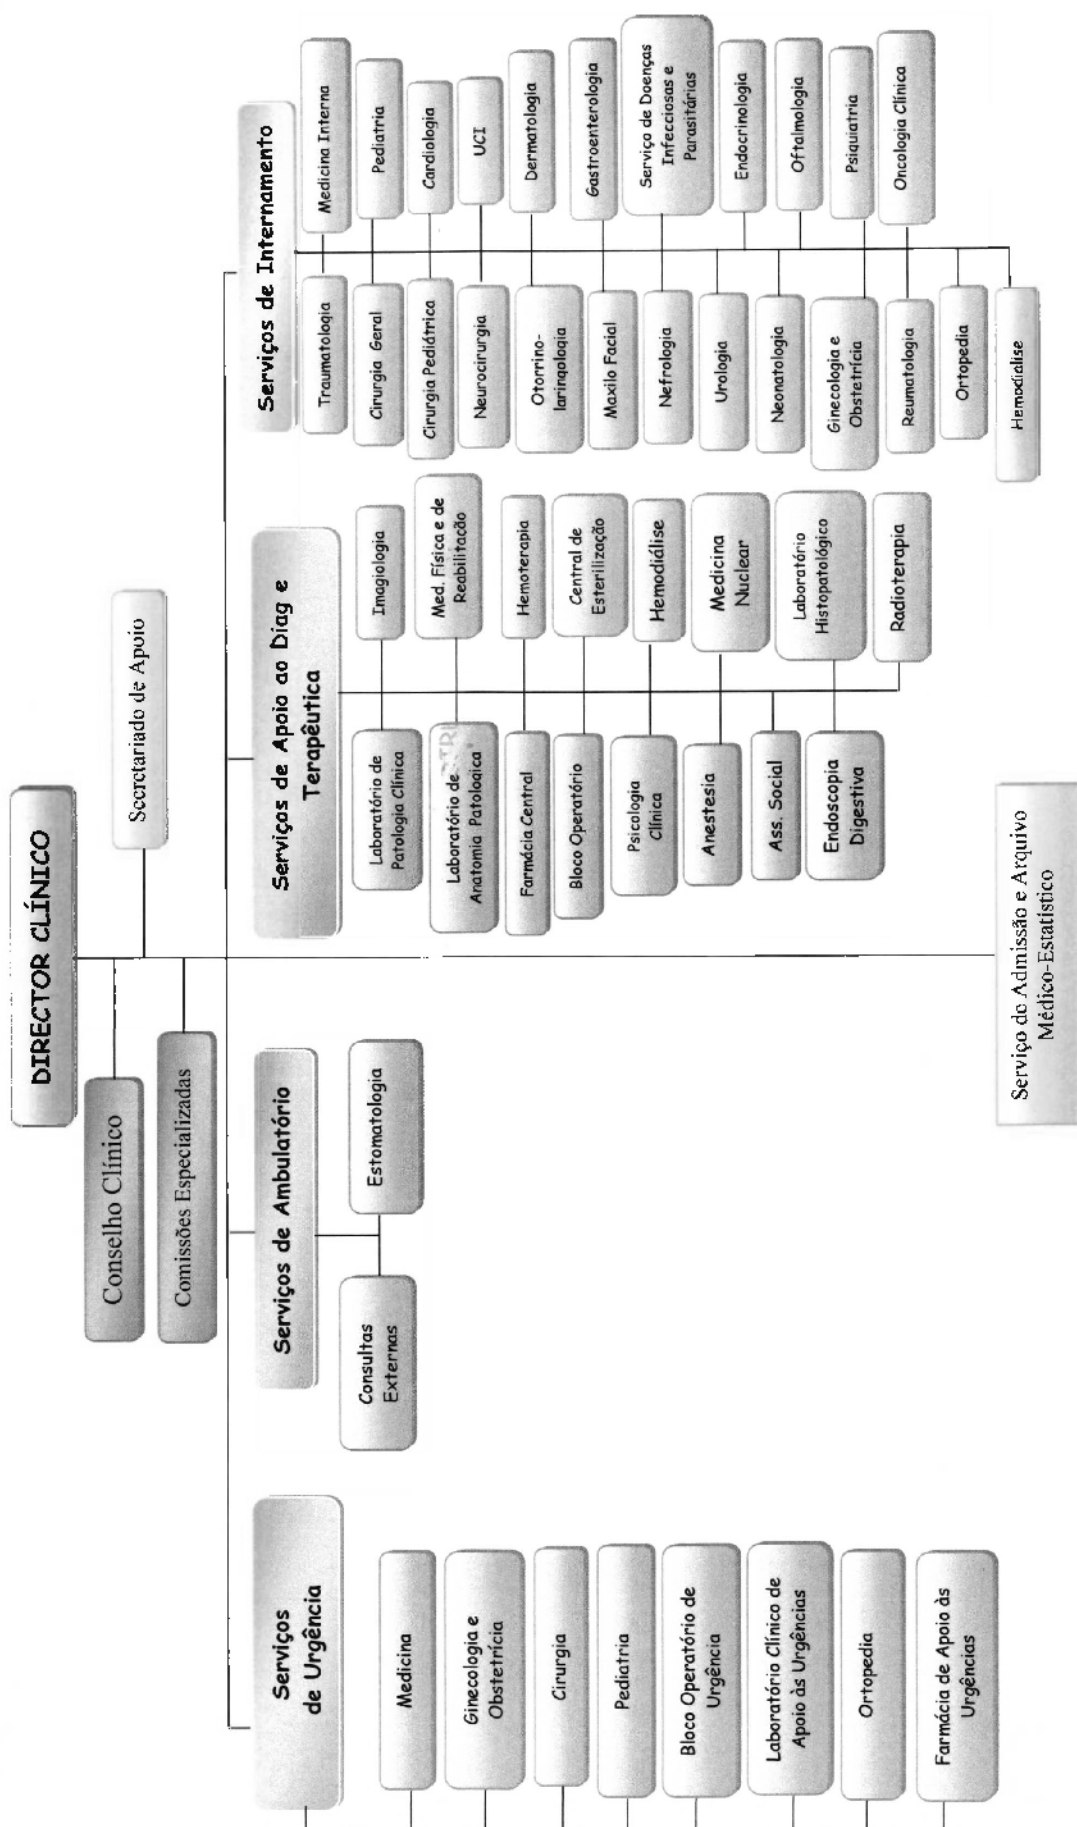 DIRECTOR CLÍNICO
Conselho Clínico
Secretariado de Apoio
Comissões Especializadas
Serviços
de Urgência
Medicina
Ginecologia e
Obstetrícia
Cirurgia
Pediatria
Bloco Operatório de
Urgência
Laboratório Clínico de
Apoio às Urgências
Ortopedia
Farmácia de Apoio às
Urgências
Serviços de Ambulatório
Consultas
Externas
Estomatologia
Serviças de Apoio ao Diag e
Terapêutica
Laboratório de
Patologia Clínica
Imagiologia
Laboratório de
Anatomia Patologica
Med. Física e de
Reabilitacão
Farmácia Central
Hemoterapia
Bloco Operatório
Central de
Esterilização
Psicologia
Clínica
Hemodiálise
Anestesia
Medicina
Nuclear
Ass. Social
Laboratório
Histopatológico
Endoscopia
Digestiva
Radioterapia
Serviços de Internamento
Traumatologia
Medicina Interna
Cirurgia Geral
Pediatria
Cirurgia Pediátrica
Cardiologia
Neurocirurgia
UCI
Otorrino-
laringologia
Dermatologia
Maxilo Facial
Gastroenterologia
Nefrologia
Serviço de Doenças
Infecciosas e
Parasitárias
Urologia
Endocrinologia
Neonatologia
Oftalmologia
Ginecologia e
Obstetrícia
Psiquiatria
Reumatologia
Oncologia Clínica
Ortopedia
Hemodiálise
Serviço de Admissão e Arquivo
Médico-Estatístico